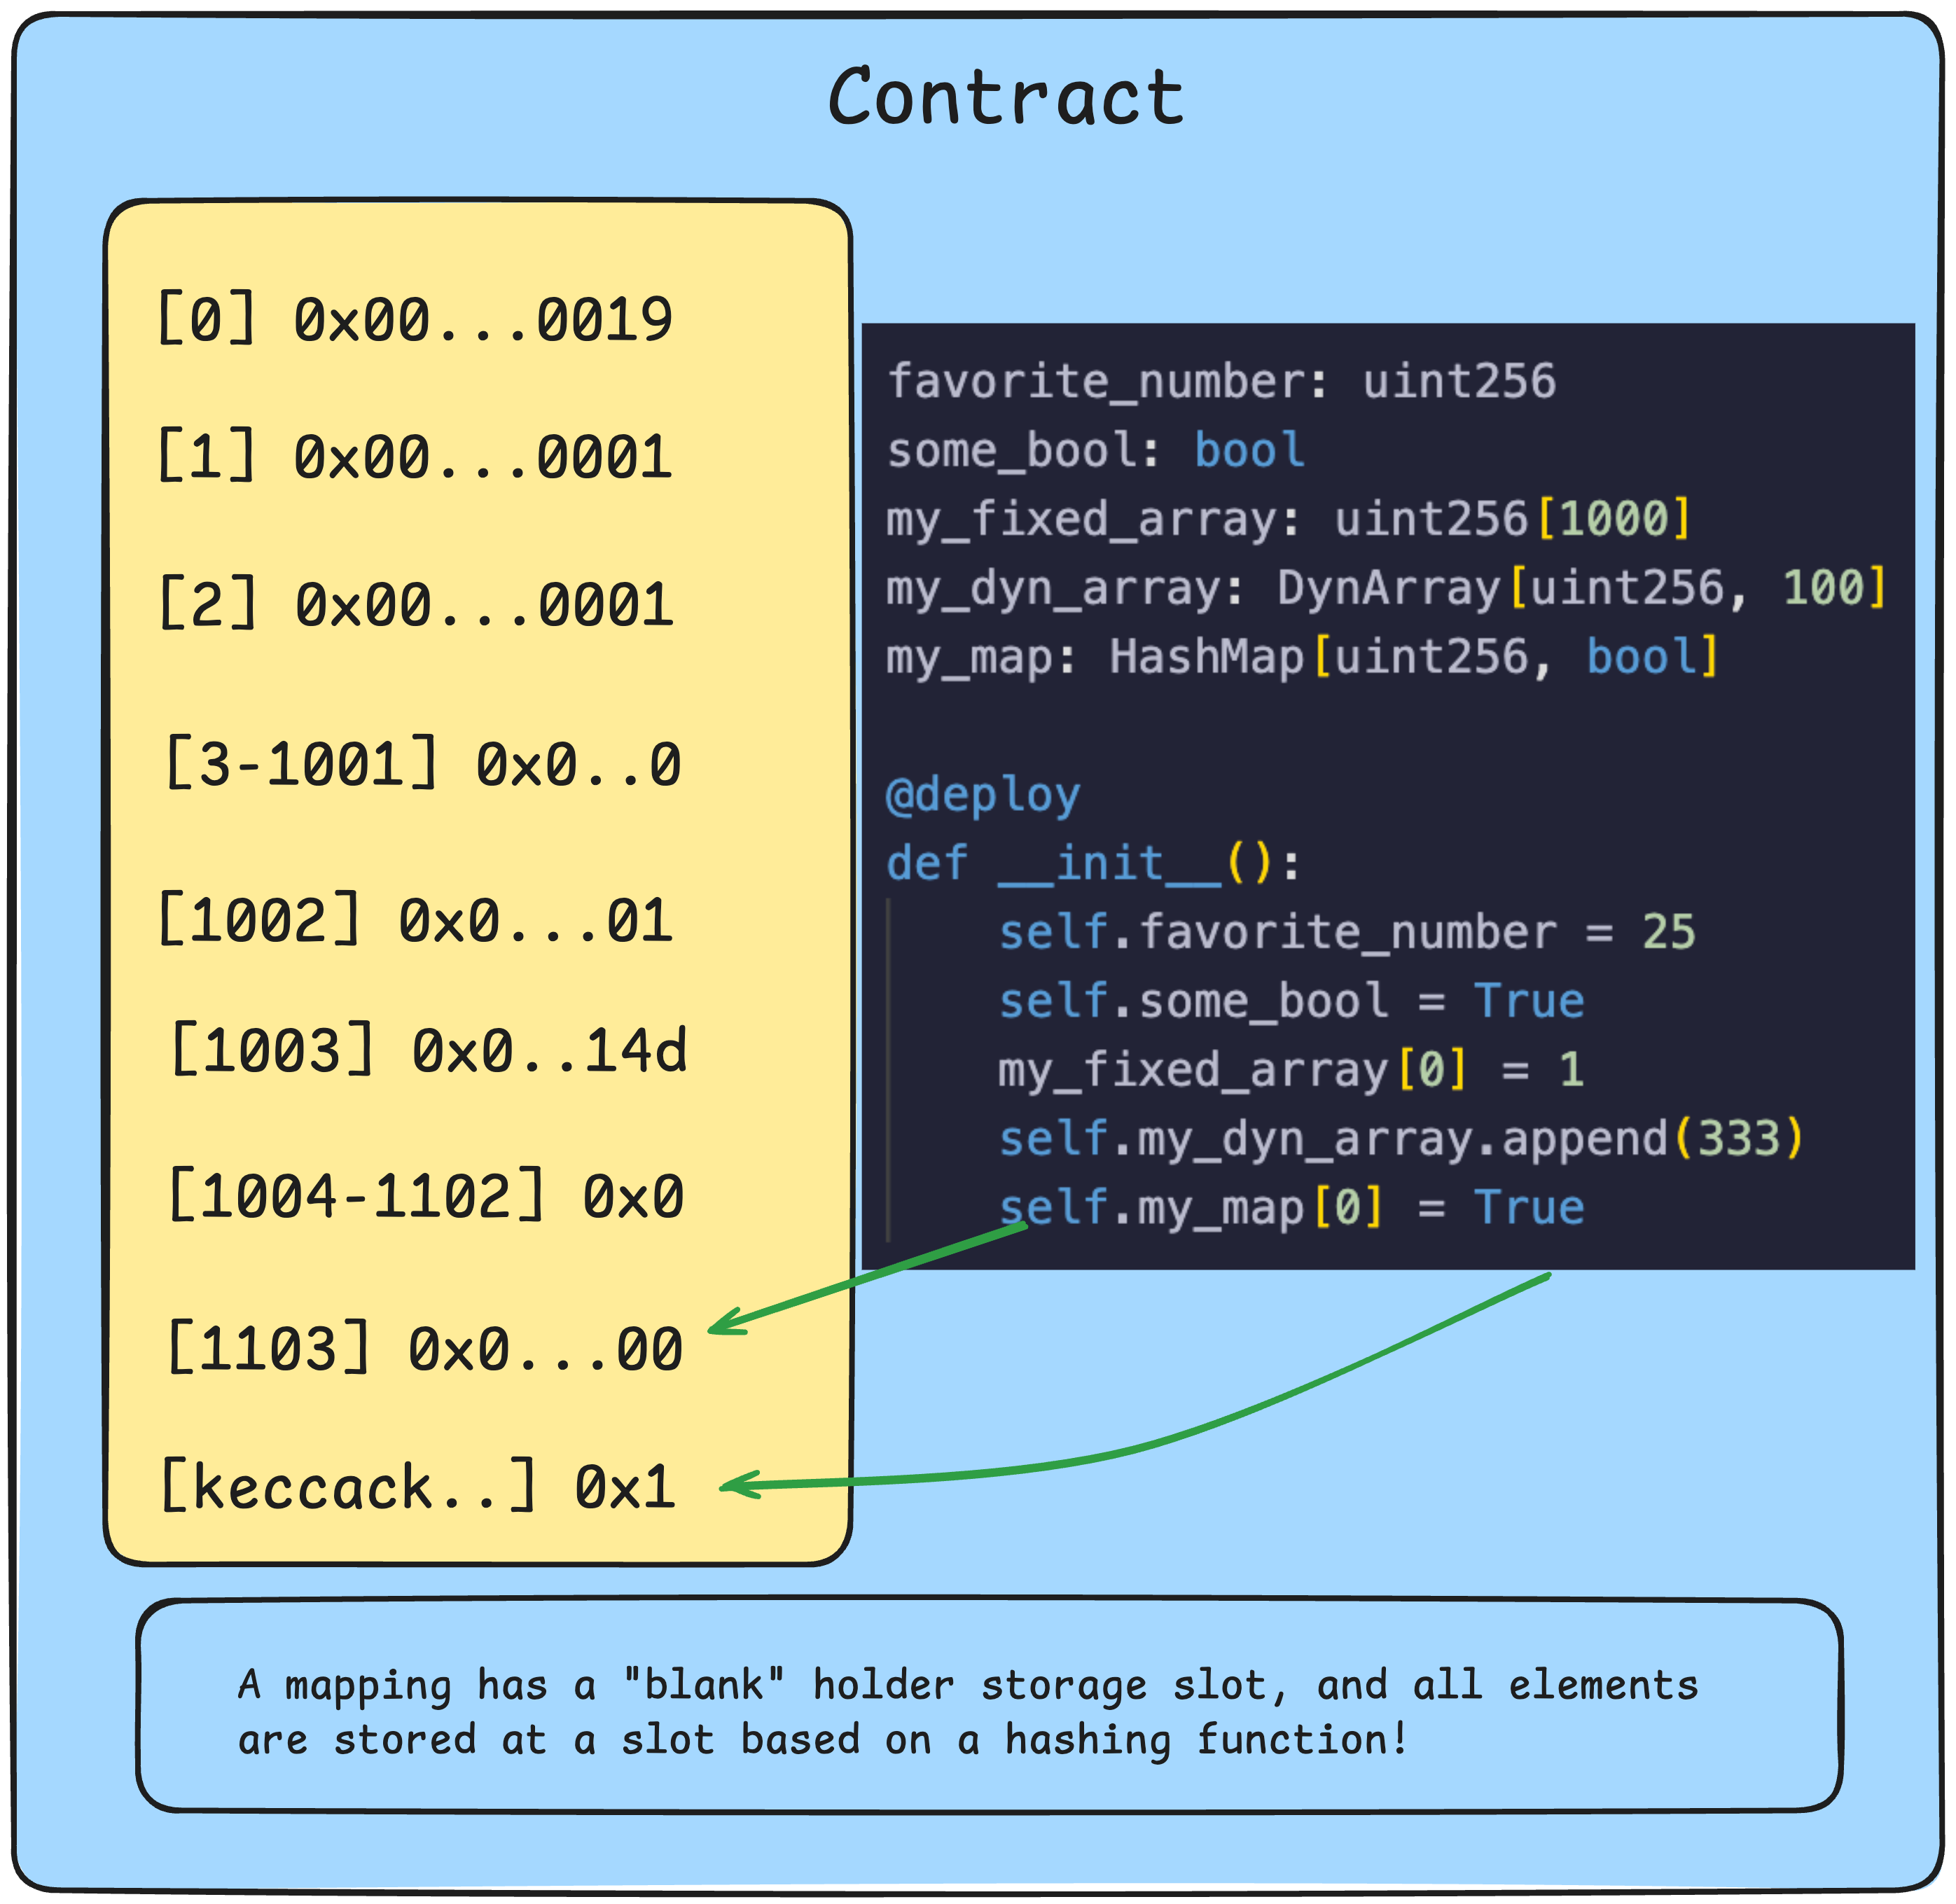 Contract
[0] 0x00...0019
[1] 0x00...0001
[2] 0x00...0001
[3-1001] 0x0..0
[1002] 0x0...01
[1003] 0x0..14d
[1004-1102] 0x0
[1103] 0x0...00
[keccack..] 0x1
favorite_number: uint256
some_bool: bool
my_fixed_array: uint256[1000]
my_dyn_array: DynArray[uint256, 100]
my_map: HashMap[uint256, bool]
@deploy
def __init__():
    self.favorite_number = 25
    self.some_bool = True
    my_fixed_array[0] = 1
    self.my_dyn_array.append(333)
    self.my_map[0] = True
A mapping has a "blank" holder storage slot, and all elements
are stored at a slot based on a hashing function!